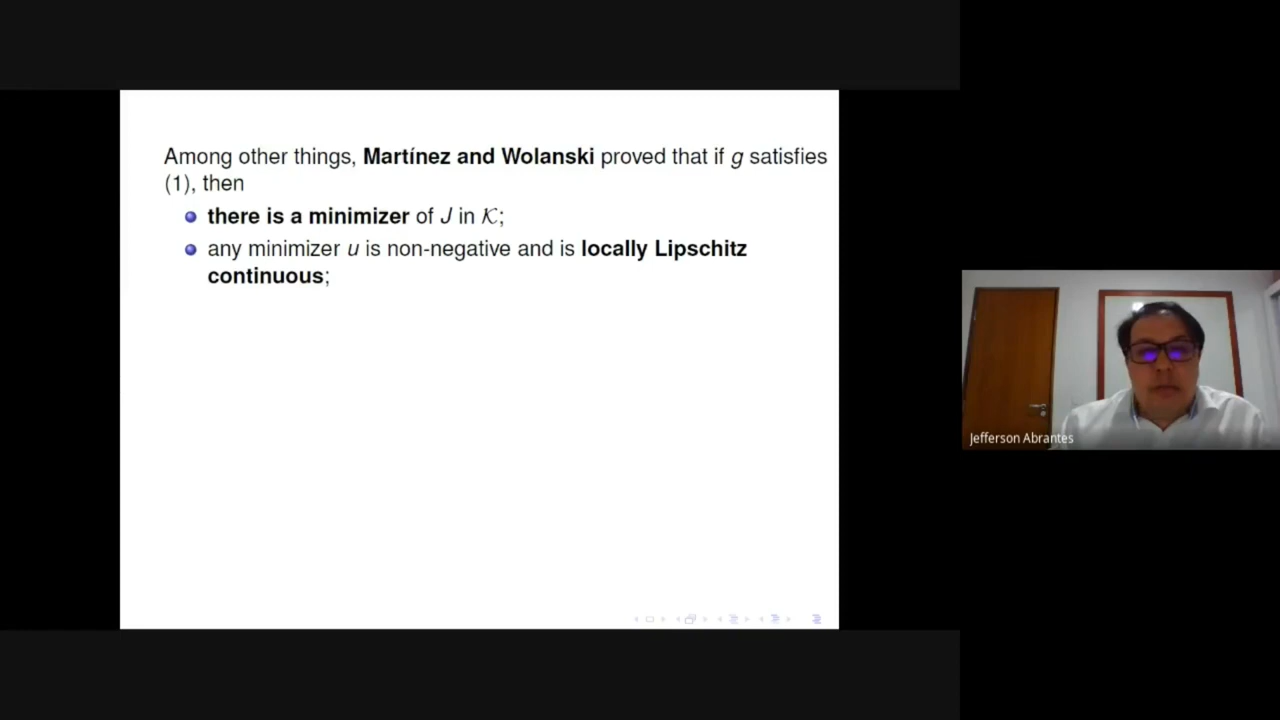 Among other things, Martínez and Wolanski proved that if g satisfies
(1), then
there is a minimizer of J in 𝒦;
any minimizer u is non-negative and is locally Lipschitz
continuous;
Jefferson Abrantes